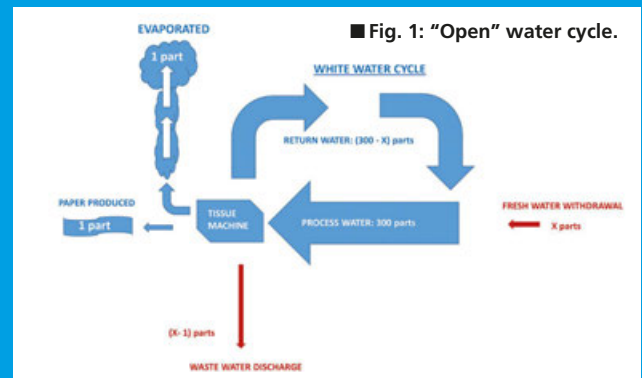 ■ Fig. 1: "Open" water cycle.
EVAPORATED
1 part
WHITE WATER CYCLE
RETURN WATER: (300 - X) parts
PAPER PRODUCED
1 part
TISSUE
MACHINE
PROCESS WATER: 300 parts
FRESH WATER WITHDRAWAL
X parts
(X- 1) parts
WASTE WATER DISCHARGE